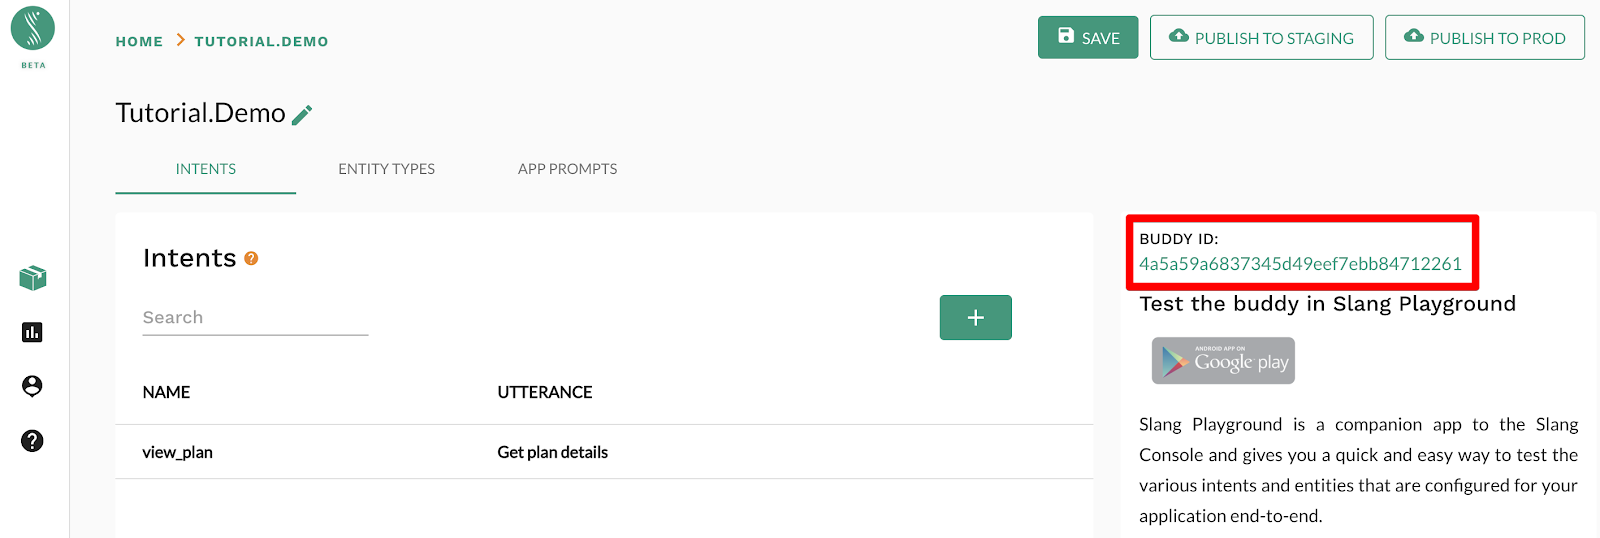 BETA
HOME > TUTORIAL.DEMO
SAVE
PUBLISH TO STAGING
PUBLISH TO PROD
Tutorial.Demo
INTENTS
ENTITY TYPES
APP PROMPTS
Intents ?
Search
+
NAME
UTTERANCE
view_plan
Get plan details
BUDDY ID:
4a5a59a6837345d49eef7ebb84712261
Test the buddy in Slang Playground
ANDROID APP ON
Google play
Slang Playground is a companion app to the Slang
Console and gives you a quick and easy way to test the
various intents and entities that are configured for your
application end-to-end.